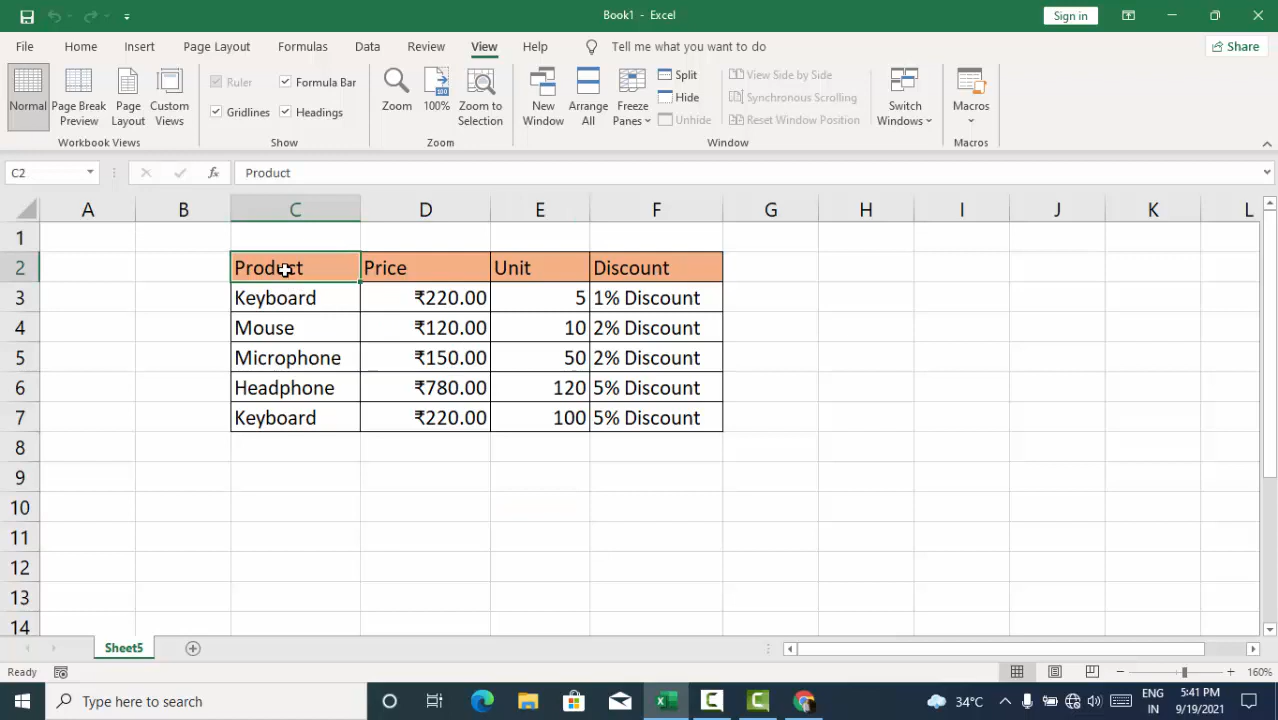 Book1 - Excel
Sign in
File Home Insert Page Layout Formulas Data Review View Help Tell me what you want to do Share
Normal
Page Break Preview
Page Layout
Custom Views
Workbook Views
Ruler Formula Bar
Gridlines Headings
Show
Zoom
100%
Zoom to Selection
Zoom
New Window
Arrange All
Freeze Panes
Split
Hide
Unhide
View Side by Side
Synchronous Scrolling
Reset Window Position
Switch Windows
Window
Macros
Macros
C2 fx Product
A B C D E F G H I J K L
1
2 Product Price Unit Discount
3 Keyboard ₹220.00 5 1% Discount
4 Mouse ₹120.00 10 2% Discount
5 Microphone ₹150.00 50 2% Discount
6 Headphone ₹780.00 120 5% Discount
7 Keyboard ₹220.00 100 5% Discount
8
9
10
11
12
13
14
Sheet5
Ready 160%
Type here to search 34°C ENG 5:41 PM
IN 9/19/2021